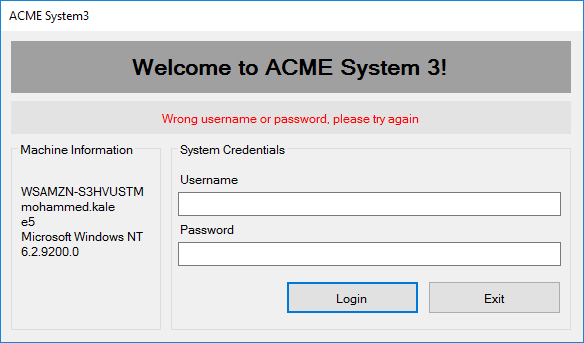 ACME System3
Welcome to ACME System 3!
Wrong username or password, please try again
Machine Information
WSAMZN-S3HVUSTM
mohammed.kale
e5
Microsoft Windows NT
6.2.9200.0
System Credentials
Username
Password
Login
Exit